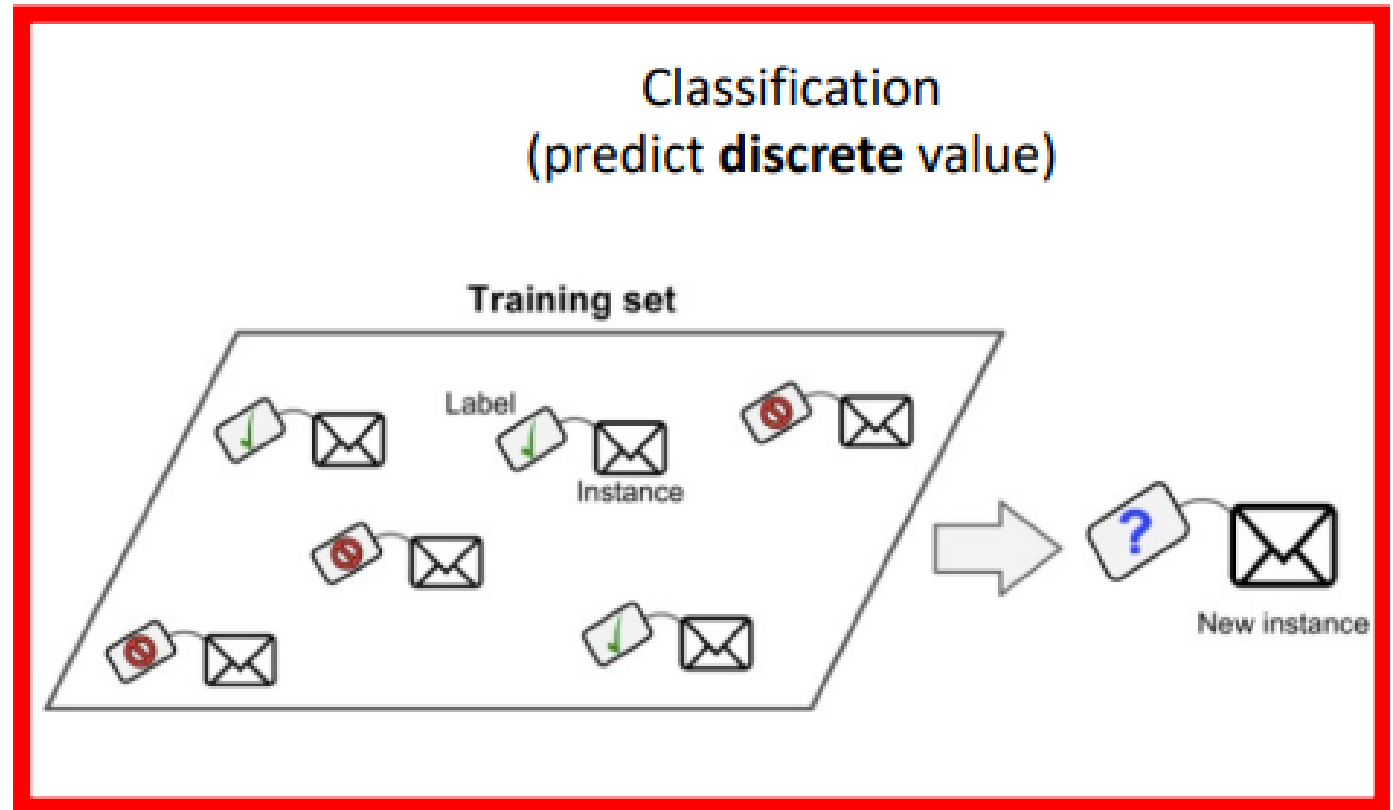 Classification
(predict discrete value)
Training set
Label
Instance
?
New instance